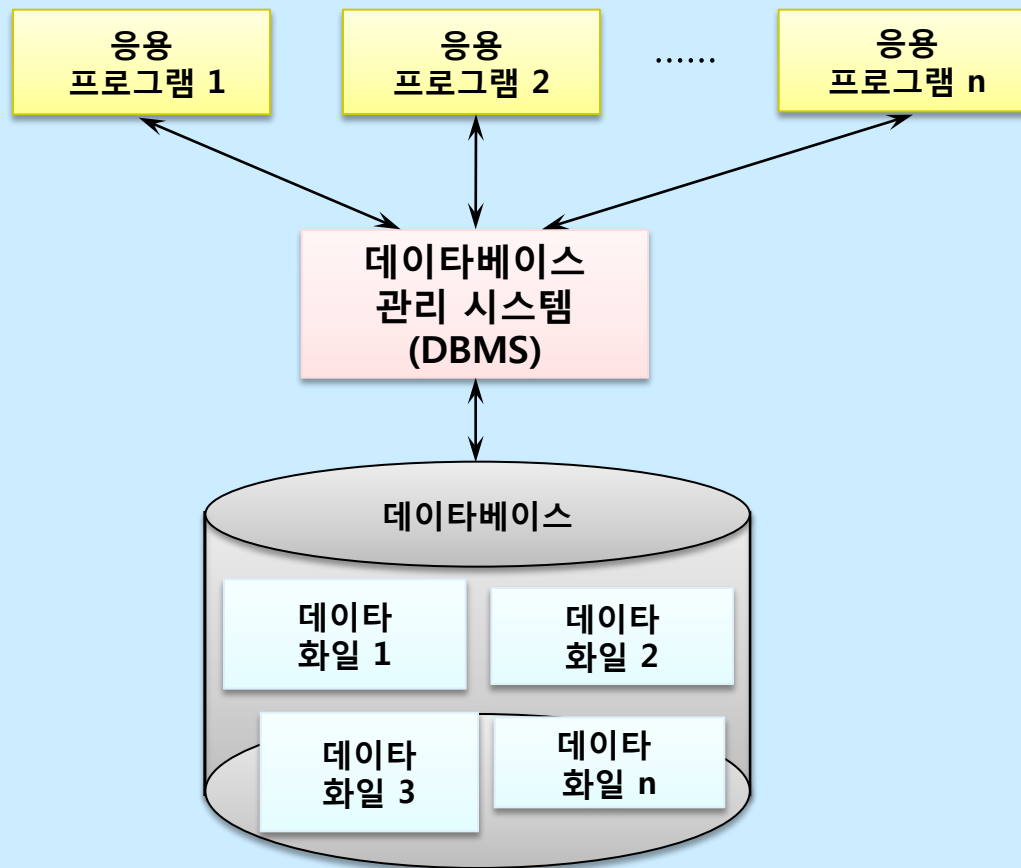 응용
프로그램 1
응용
프로그램 2
......
응용
프로그램 n
데이타베이스
관리 시스템
(DBMS)
데이타베이스
데이타
화일 1
데이타
화일 2
데이타
화일 3
데이타
화일 n